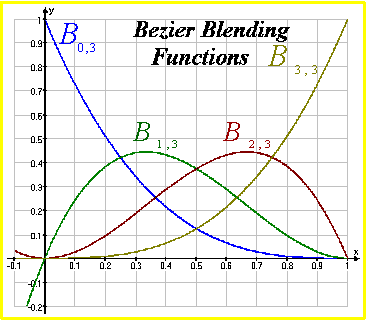 y
Bezier Blending
Functions
B0,3
B1,3
B2,3
B3,3
1
0.9
0.8
0.7
0.6
0.5
0.4
0.3
0.2
0.1
-0.1
-0.2
-0.1 0.1 0.2 0.3 0.4 0.5 0.6 0.7 0.8 0.9 1
x